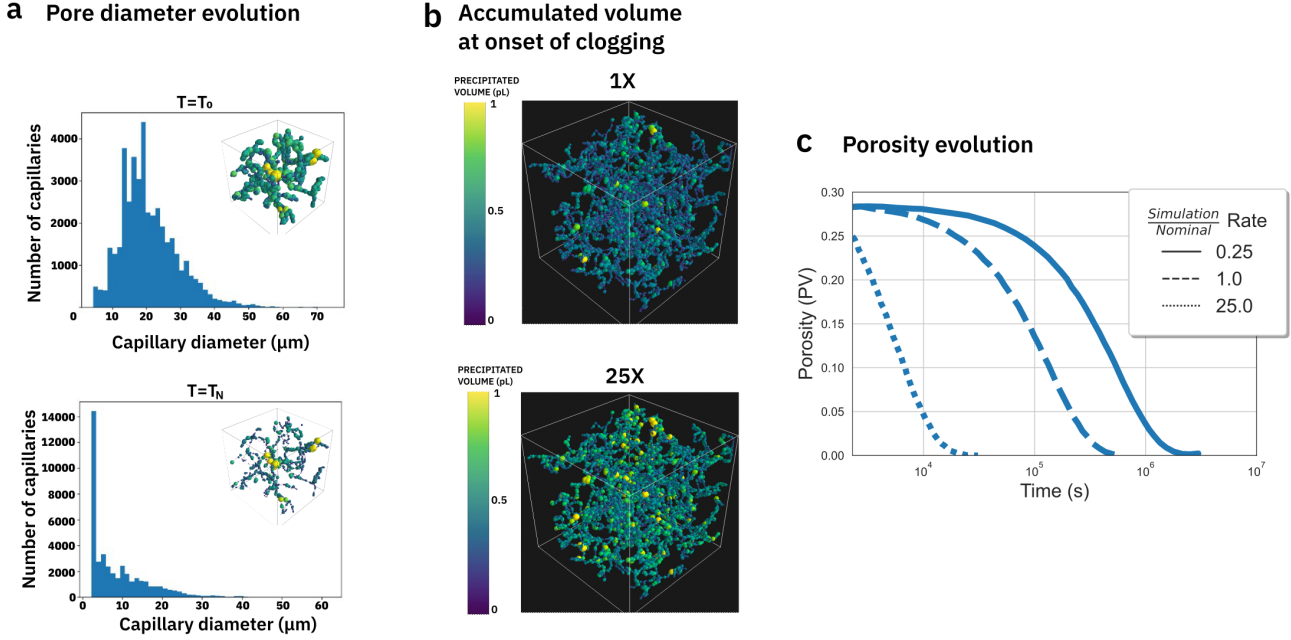 a Pore diameter evolution
T=T₀
Number of capillaries
4000
3000
2000
1000
0 10 20 30 40 50 60 70
Capillary diameter (µm)
T=Tₙ
Number of capillaries
14000
12000
10000
8000
6000
4000
2000
0
0 10 20 30 40 50 60
Capillary diameter (µm)
b Accumulated volume
at onset of clogging
PRECIPITATED
VOLUME (pL)
1X
1
0.5
0
PRECIPITATED
VOLUME (pL)
25X
1
0.5
0
c Porosity evolution
Porosity (PV)
0.30
0.25
0.20
0.15
0.10
0.05
0.00
10⁴ 10⁵ 10⁶ 10⁷
Time (s)
Simulation
Nominal
Rate
0.25
1.0
25.0